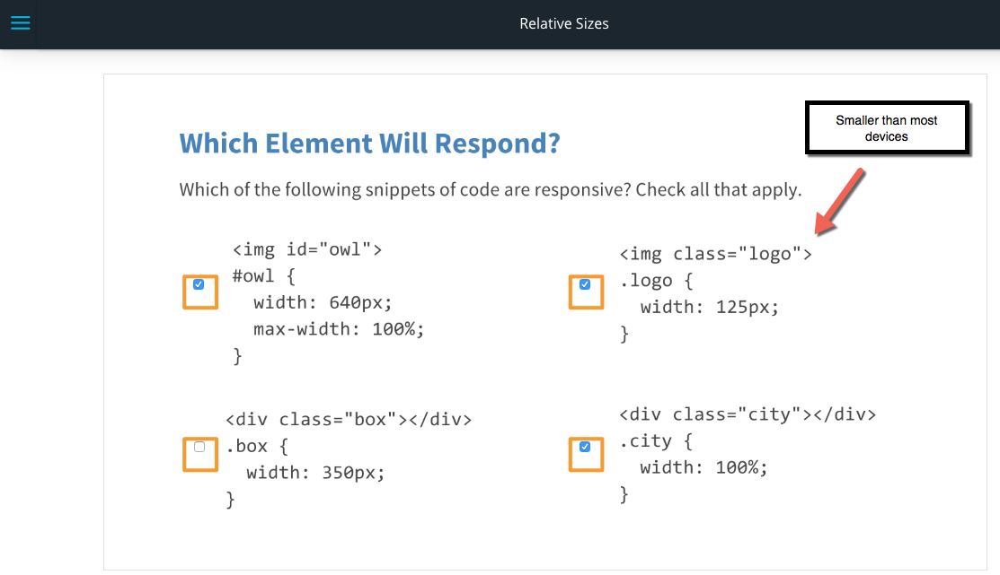 Relative Sizes
Smaller than most
devices
Which Element Will Respond?
Which of the following snippets of code are responsive? Check all that apply.
<img id="owl">
#owl {
  width: 640px;
  max-width: 100%;
}
<img class="logo">
.logo {
  width: 125px;
}
<div class="box"></div>
.box {
  width: 350px;
}
<div class="city"></div>
.city {
  width: 100%;
}